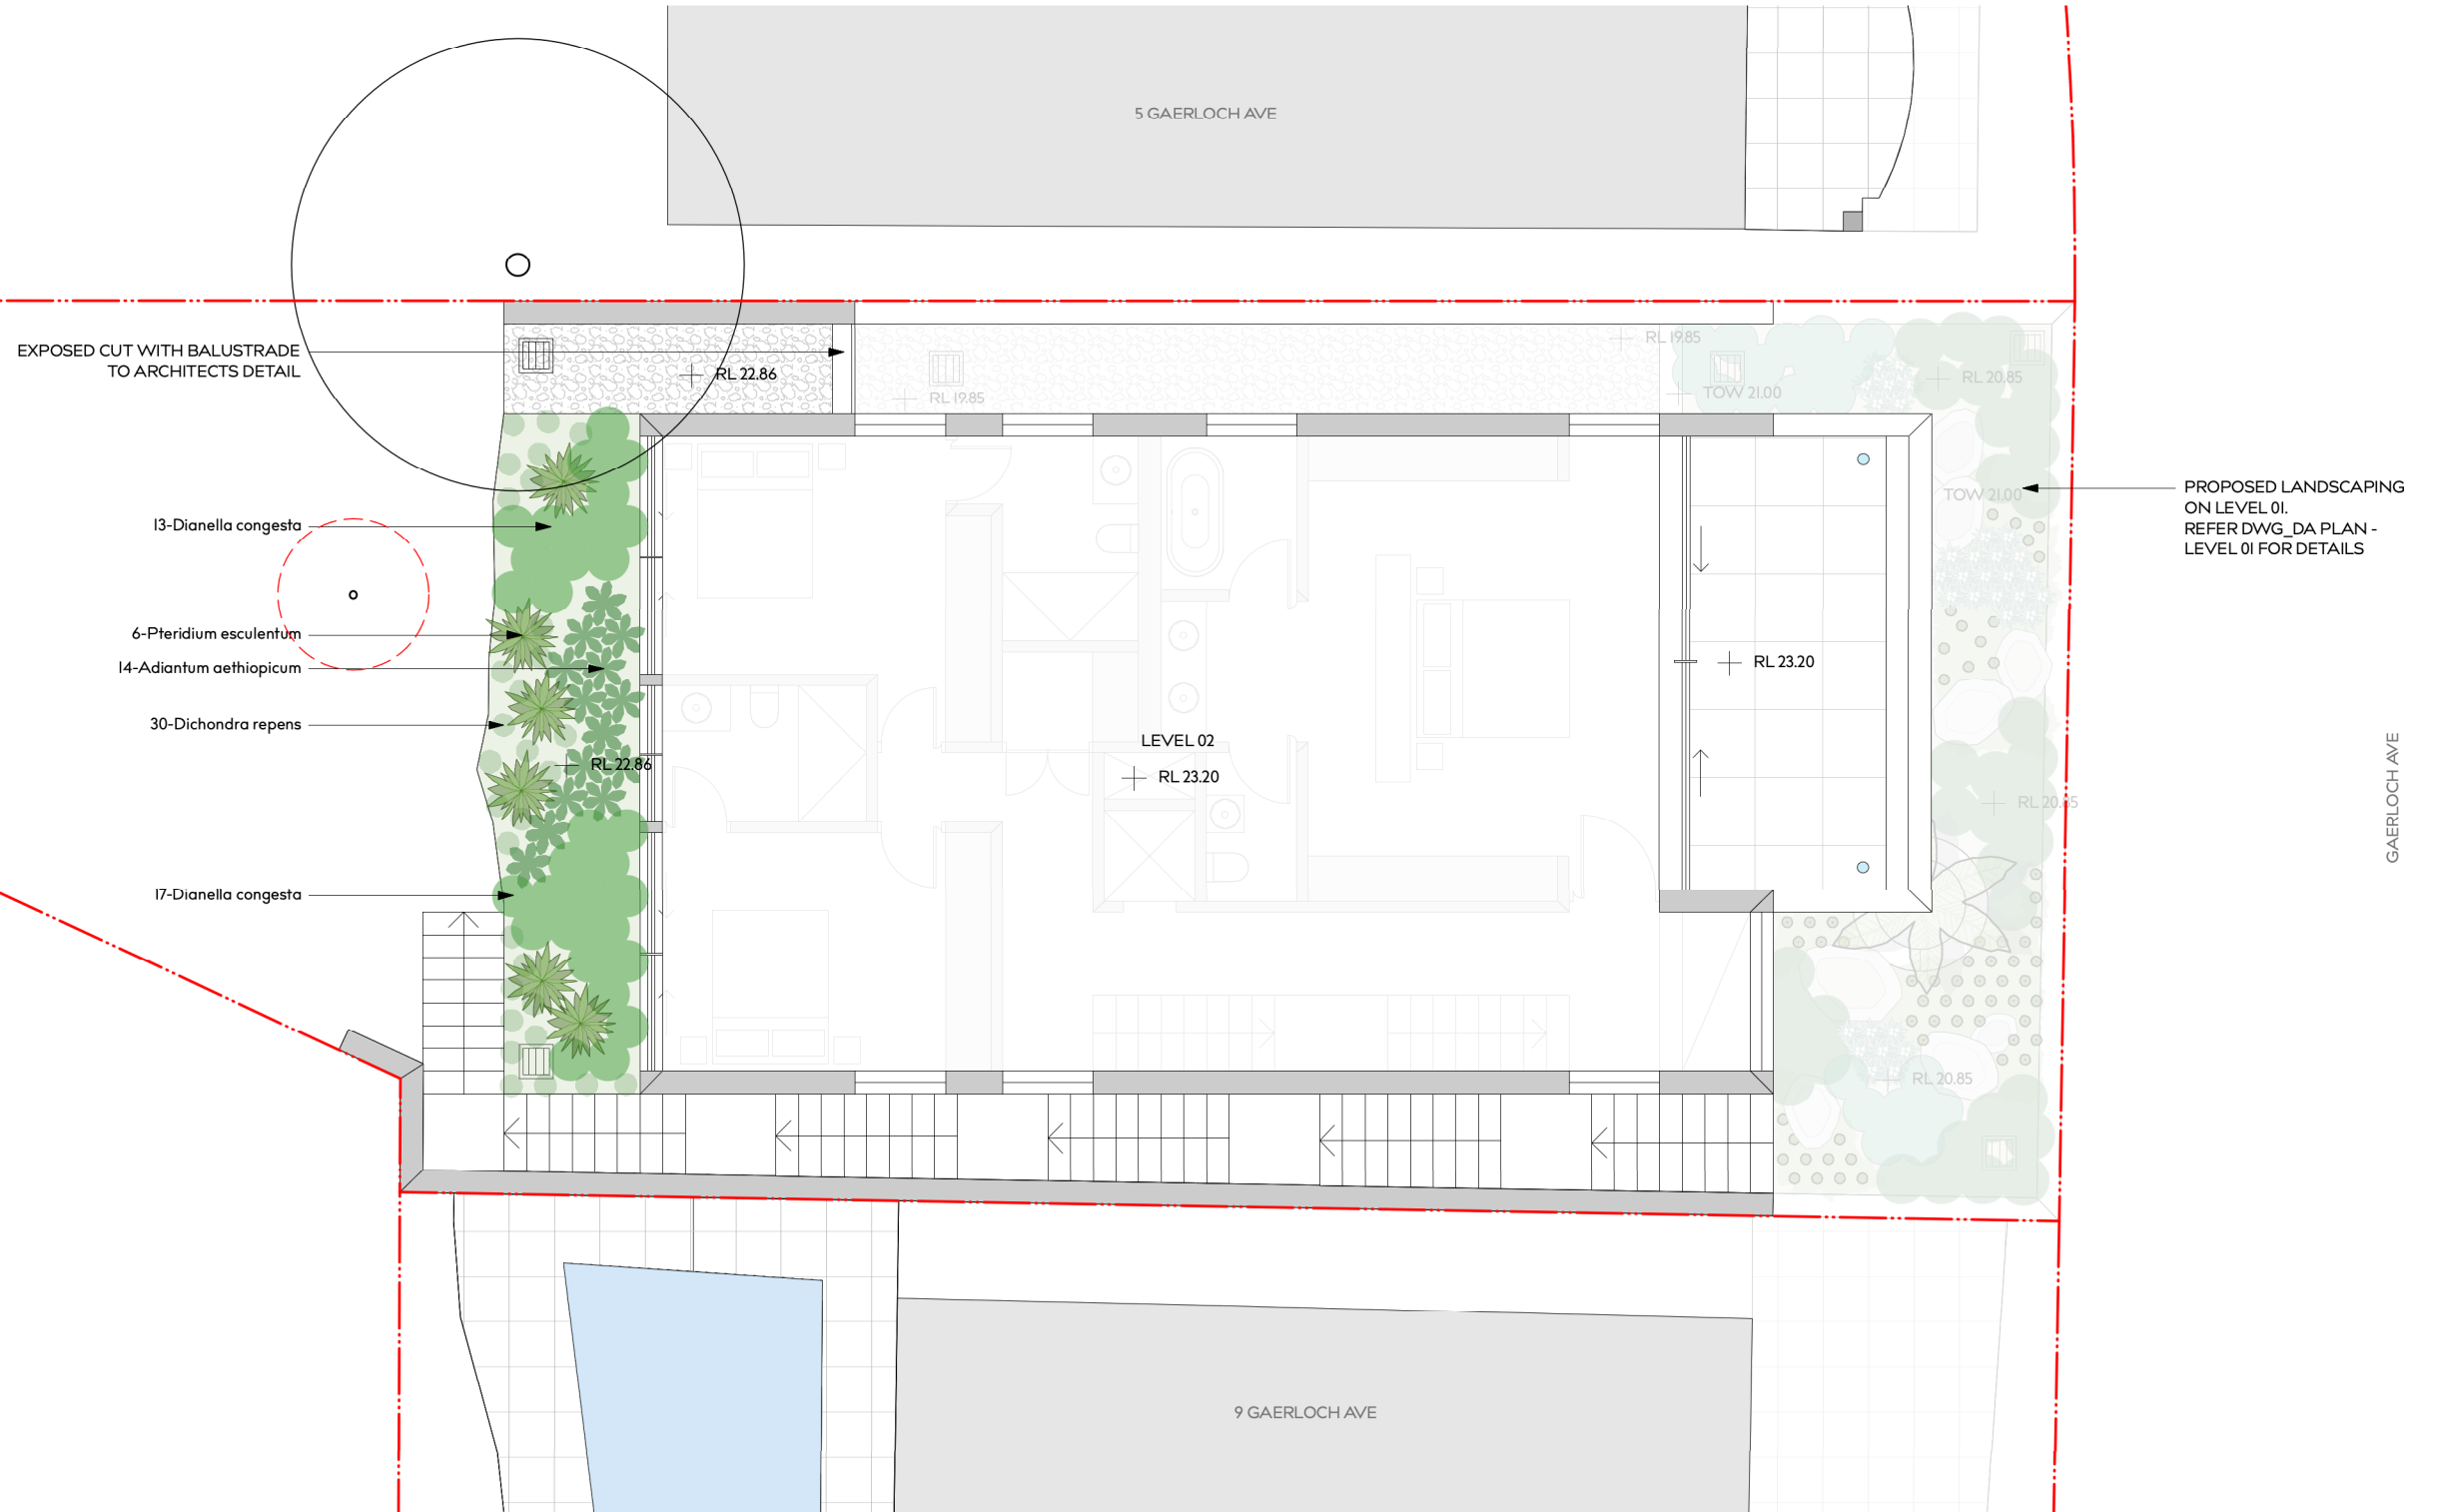 5 GAERLOCH AVE
EXPOSED CUT WITH BALUSTRADE
TO ARCHITECTS DETAIL
RL 22.86
RL 19.85
RL 19.85
TOW 21.00
RL 20.85
13-Dianella congesta
TOW 21.00
PROPOSED LANDSCAPING
ON LEVEL 01.
REFER DWG_DA PLAN -
LEVEL 01 FOR DETAILS
6-Pteridium esculentum
14-Adiantum aethiopicum
30-Dichondra repens
RL 22.86
LEVEL 02
RL 23.20
RL 23.20
RL 20.85
GAERLOCH AVE
17-Dianella congesta
RL 20.85
9 GAERLOCH AVE